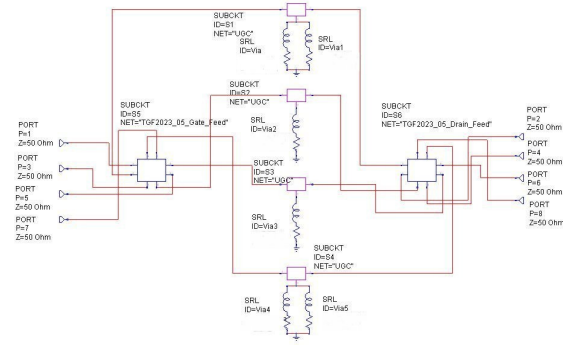 SUBCKT
ID=S1
NET="UGC"
SRL
ID=Via
SRL
ID=Via1
SUBCKT
ID=S2
NET="UGC"
SUBCKT
ID=S5
NET="TGF2023_05_Gate_Feed"
SUBCKT
ID=S6
NET="TGF2023_05_Drain_Feed"
SRL
ID=Via2
PORT
P=1
Z=50 Ohm
PORT
P=3
Z=50 Ohm
PORT
P=5
Z=50 Ohm
PORT
P=7
Z=50 Ohm
PORT
P=2
Z=50 Ohm
PORT
P=4
Z=50 Ohm
PORT
P=6
Z=50 Ohm
PORT
P=8
Z=50 Ohm
SUBCKT
ID=S3
NET="UGC"
SRL
ID=Via3
SUBCKT
ID=S4
NET="UGC"
SRL
ID=Via4
SRL
ID=Via5